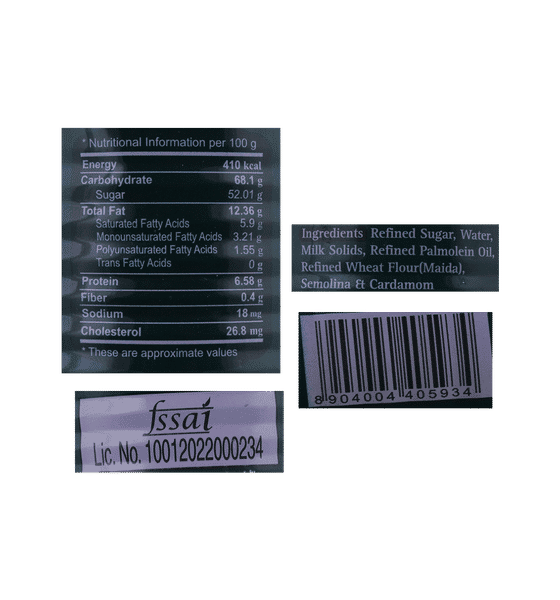 * Nutritional Information per 100 g
Energy 410 kcal
Carbohydrate 68.1 g
Sugar 52.01 g
Total Fat 12.36 g
Saturated Fatty Acids 5.9 g
Monounsaturated Fatty Acids 3.21 g
Polyunsaturated Fatty Acids 1.55 g
Trans Fatty Acids 0 g
Protein 6.58 g
Fiber 0.4 g
Sodium 18 mg
Cholesterol 26.8 mg
* These are approximate values
Ingredients Refined Sugar, Water,
Milk Solids, Refined Palmolein Oil,
Refined Wheat Flour(Maida),
Semolina & Cardamom
8 904004 405934
fssai
Lic. No. 10012022000234